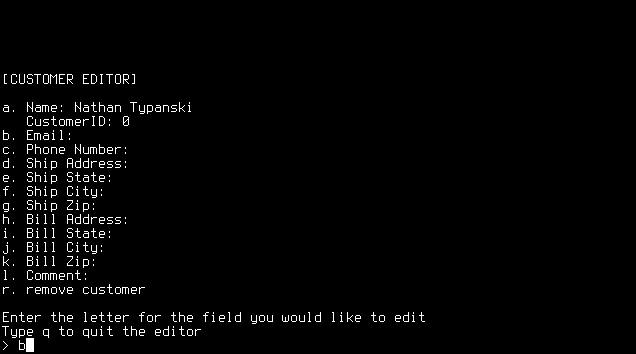 [CUSTOMER EDITOR]
a. Name: Nathan Typanski
CustomerID: 0
b. Email:
c. Phone Number:
d. Ship Address:
e. Ship State:
f. Ship City:
g. Ship Zip:
h. Bill Address:
i. Bill State:
j. Bill City:
k. Bill Zip:
l. Comment:
r. remove customer
Enter the letter for the field you would like to edit
Type q to quit the editor
> b